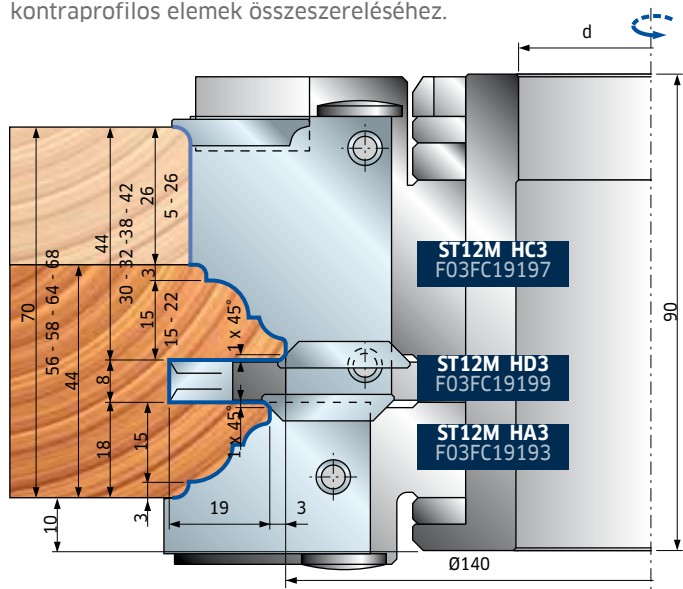 kontraprofilos elemek összeszereléséhez.
d
26
5 - 26
44
30 - 32 -38 - 42
3
15
15 - 22
70
56 - 58 - 64 - 68
44
8
18
15
3
10
1 x 45°
1 x 45°
19
3
Ø140
90
ST12M HC3
F03FC19197
ST12M HD3
F03FC19199
ST12M HA3
F03FC19193